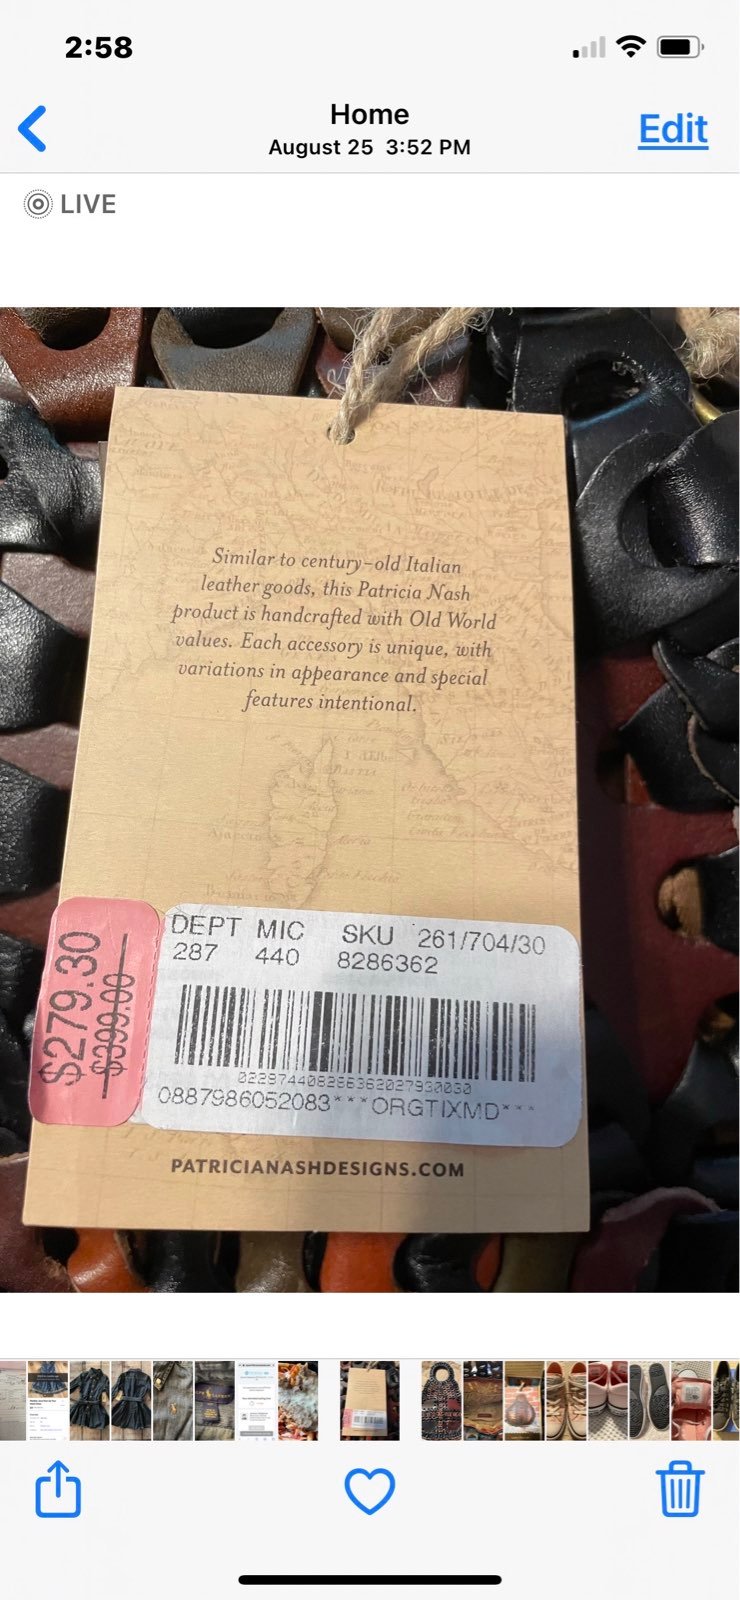 2:58
Home
August 25 3:52 PM
Edit
LIVE
Similar to century-old Italian
leather goods, this Patricia Nash
product is handcrafted with Old World
values. Each accessory is unique, with
variations in appearance and special
features intentional.
$279.30
$399.00
DEPT MIC SKU 261/704/30
287 440 8286362
0887986052083***ORGTIXMD***
PATRICIANASHDESIGNS.COM